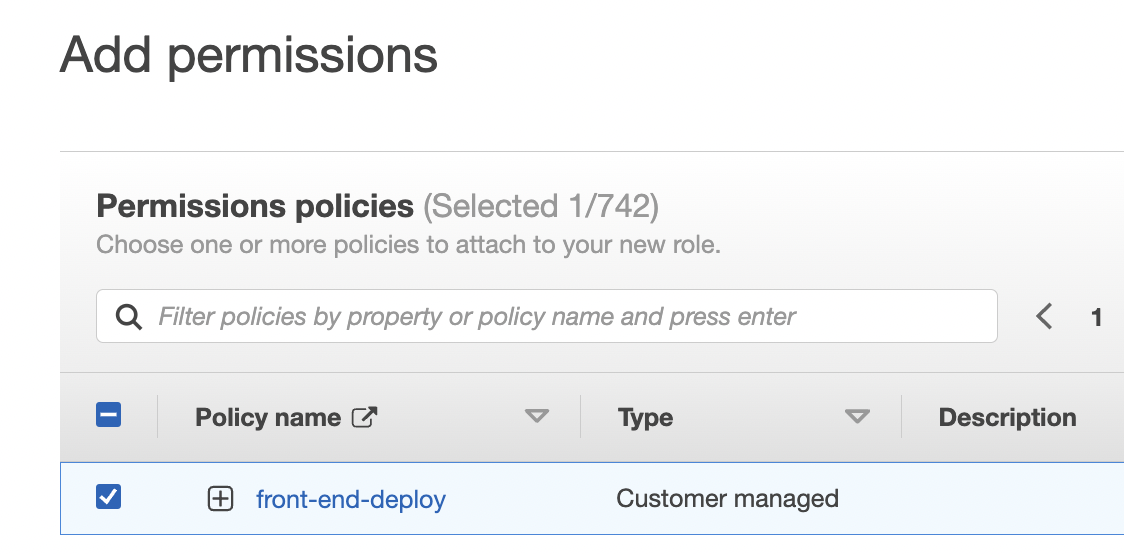 Add permissions
Permissions policies (Selected 1/742)
Choose one or more policies to attach to your new role.
Filter policies by property or policy name and press enter
1
Policy name Type Description
front-end-deploy Customer managed